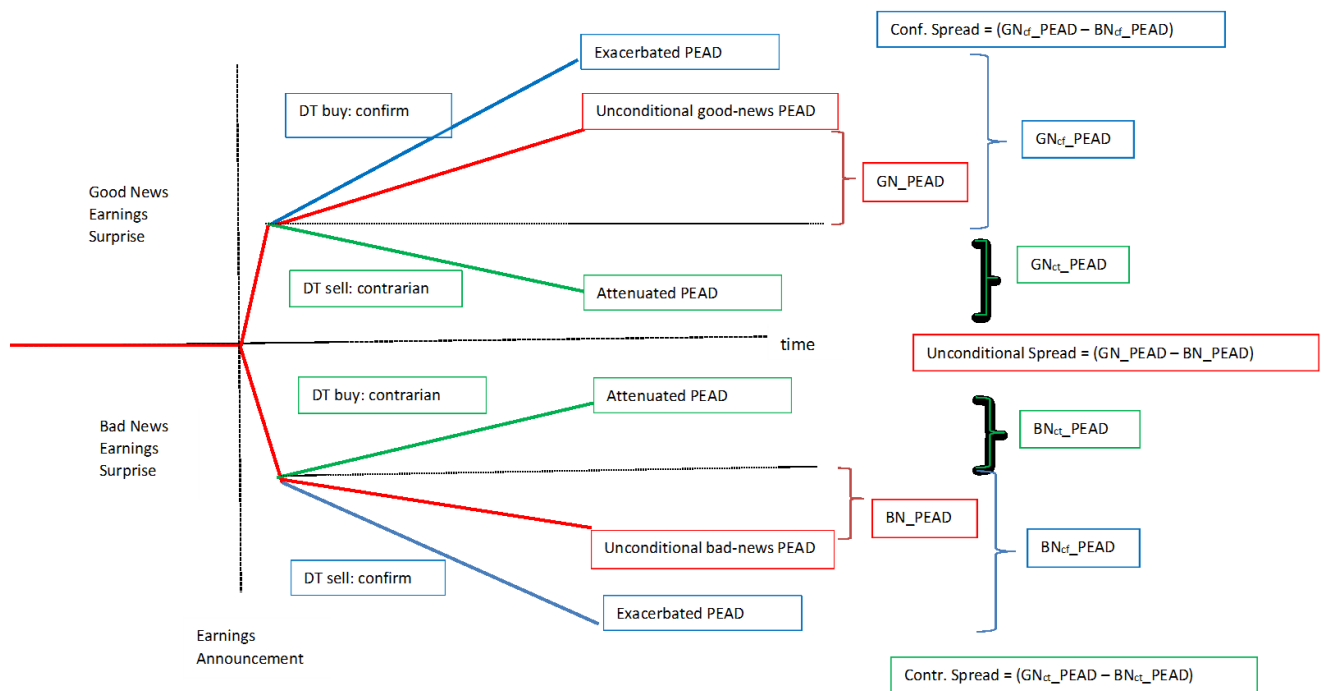 Conf. Spread = (GNcf_PEAD – BNcf_PEAD)
Exacerbated PEAD
DT buy: confirm
Unconditional good-news PEAD
GNcf_PEAD
GN_PEAD
Good News
Earnings
Surprise
GNct_PEAD
DT sell: contrarian
Attenuated PEAD
time
Unconditional Spread = (GN_PEAD – BN_PEAD)
DT buy: contrarian
Attenuated PEAD
BNct_PEAD
Bad News
Earnings
Surprise
BN_PEAD
Unconditional bad-news PEAD
BNcf_PEAD
DT sell: confirm
Exacerbated PEAD
Earnings
Announcement
Contr. Spread = (GNct_PEAD – BNct_PEAD)